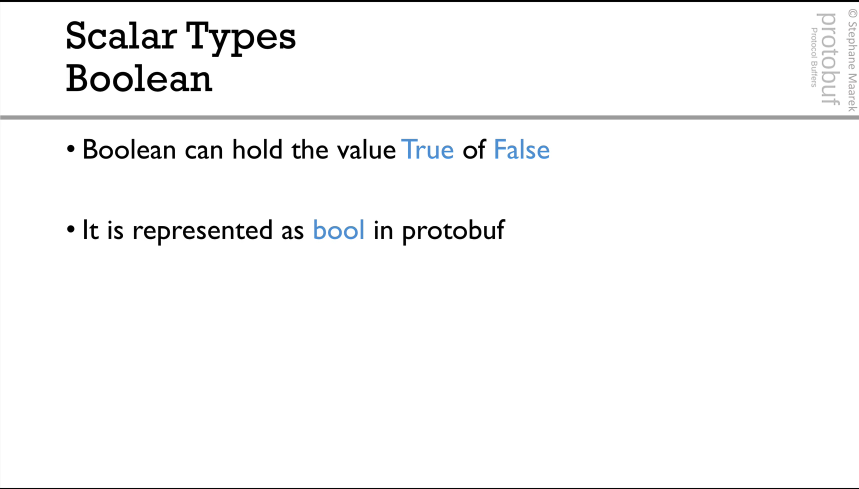 Scalar Types
Boolean
• Boolean can hold the value True of False
• It is represented as bool in protobuf
© Stephane Maarek
protobuf
Protocol Buffers